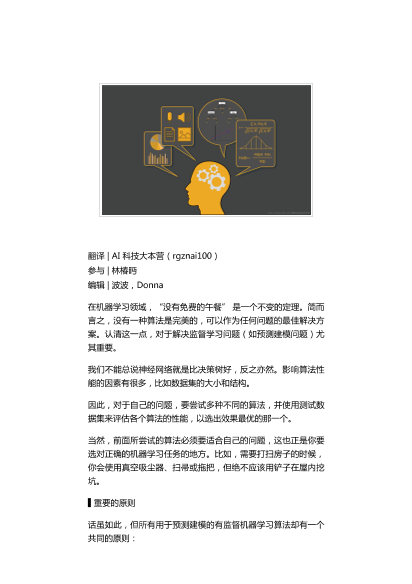 翻译 | AI 科技大本营（rgznai100）
参与 | 林椿眄
编辑 | 波波，Donna
在机器学习领域，“没有免费的午餐” 是一个不变的定理。简而
言之，没有一种算法是完美的，可以作为任何问题的最佳解决方
案。认清这一点，对于解决监督学习问题（如预测建模问题）尤
其重要。
我们不能总说神经网络就是比决策树好，反之亦然。影响算法性
能的因素有很多，比如数据集的大小和结构。
因此，对于自己的问题，要尝试多种不同的算法，并使用测试数
据集来评估各个算法的性能，以选出效果最优的那一个。
当然，前面所尝试的算法必须要适合自己的问题，这也正是你要
选对正确的机器学习任务的地方。比如，需要打扫房子的时候，
你会使用真空吸尘器、扫帚或拖把，但绝不应该用铲子在屋内挖
坑。
▌重要的原则
话虽如此，但所有用于预测建模的有监督机器学习算法却有一个
共同的原则：